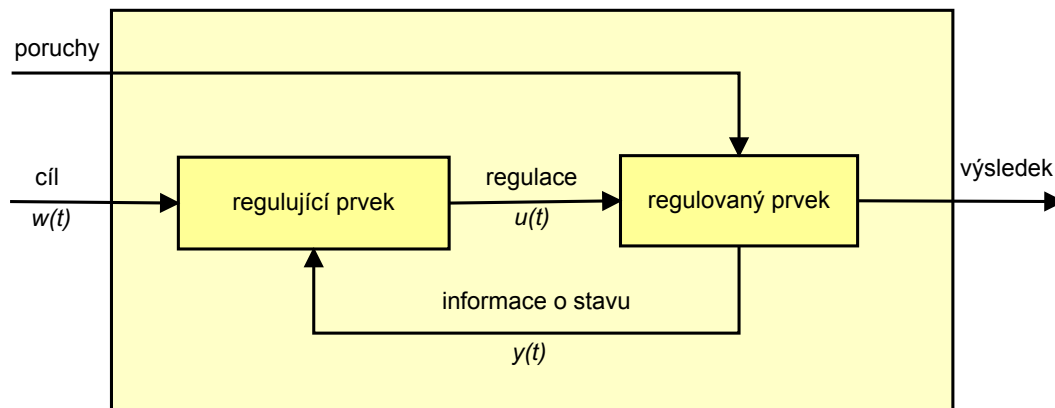 poruchy
cíl
w(t)
regulující prvek
regulace
u(t)
regulovaný prvek
výsledek
informace o stavu
y(t)